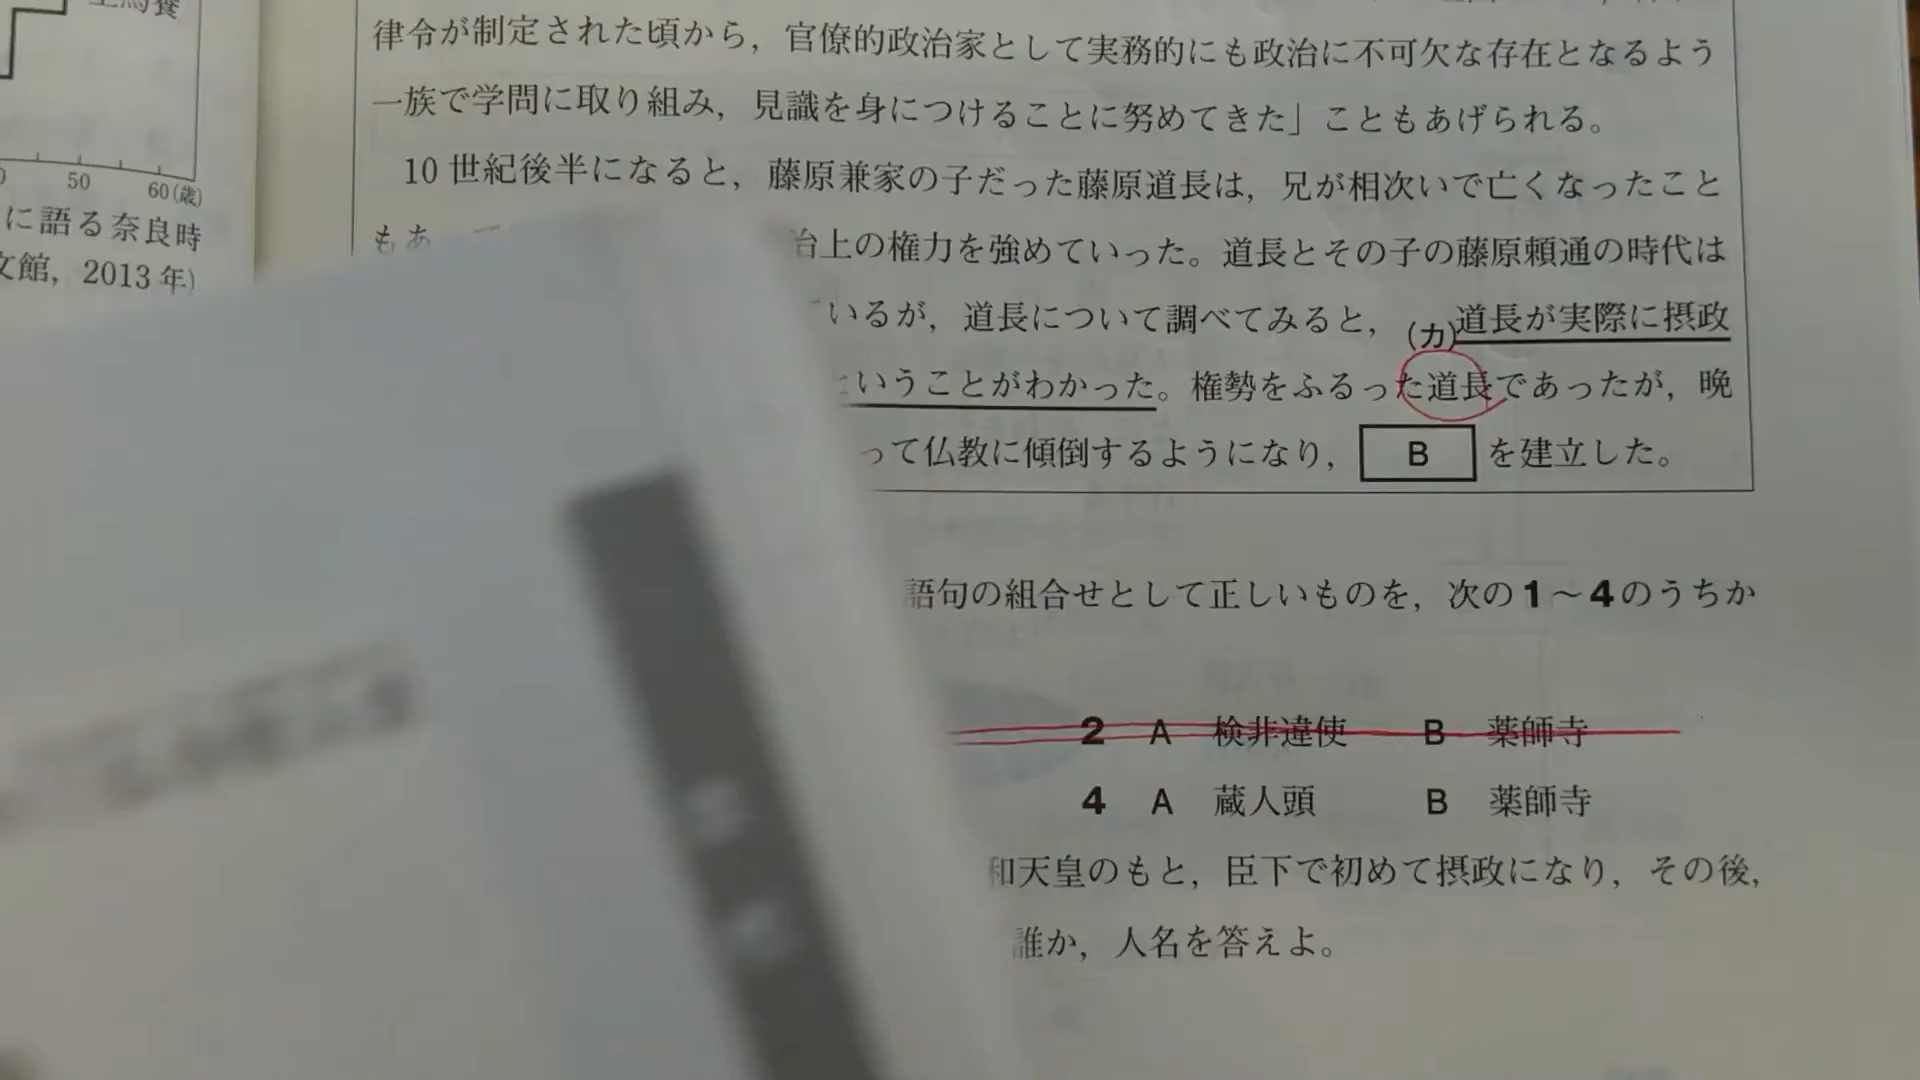 50 60(歳)
に語る奈良時
文館，2013年)
律令が制定された頃から，官僚的政治家として実務的にも政治に不可欠な存在となるよう
一族で学問に取り組み，見識を身につけることに努めてきた」こともあげられる。
10世紀後半になると，藤原兼家の子だった藤原道長は，兄が相次いで亡くなったこと
もあ
治上の権力を強めていった。道長とその子の藤原頼通の時代は
いるが，道長について調べてみると，(カ)道長が実際に摂政
いうことがわかった。権勢をふるった道長であったが，晩
って仏教に傾倒するようになり， B を建立した。
語句の組合せとして正しいものを，次の1～4のうちか
2 A 検非違使 B 薬師寺
4 A 蔵人頭 B 薬師寺
和天皇のもと，臣下で初めて摂政になり，その後，
誰か，人名を答えよ。